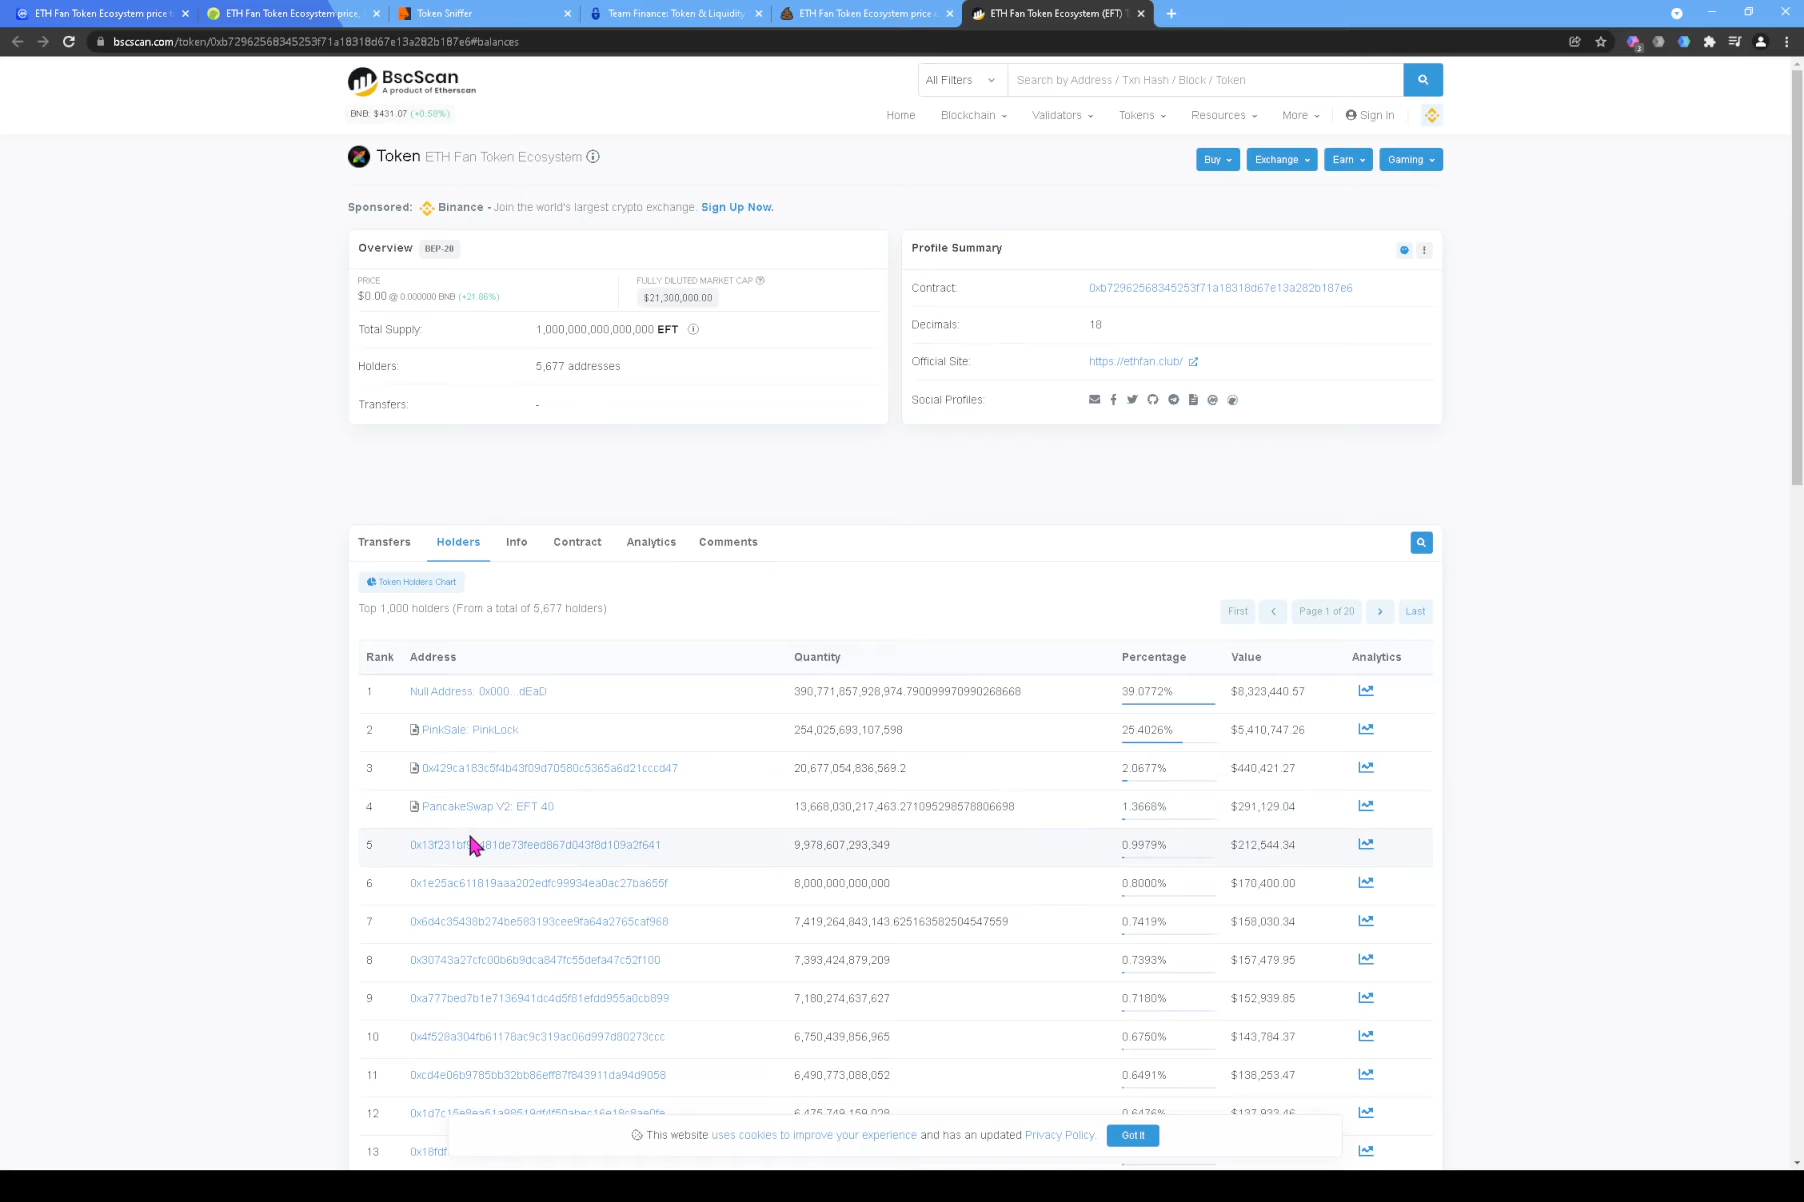 ETH Fan Token Ecosystem price t
ETH Fan Token Ecosystem price,
Token Sniffer
Team Finance: Token & Liquidity
ETH Fan Token Ecosystem price
ETH Fan Token Ecosystem (EFT) T
bscscan.com/token/0xb72962568345253f71a18318d67e13a282b187e6#balances
3
BscScan
A product of Etherscan
BNB: $431.07 (+0.58%)
All Filters
Search by Address / Txn Hash / Block / Token
Home
Blockchain
Validators
Tokens
Resources
More
Sign In
Token ETH Fan Token Ecosystem
Buy
Exchange
Earn
Gaming
Sponsored: Binance - Join the world's largest crypto exchange. Sign Up Now.
Overview BEP-20
PRICE
$0.00 @ 0.000000 BNB (+21.86%)
FULLY DILUTED MARKET CAP
$21,300,000.00
Total Supply: 1,000,000,000,000,000 EFT
Holders: 5,677 addresses
Transfers: -
Profile Summary
Contract: 0xb72962568345253f71a18318d67e13a282b187e6
Decimals: 18
Official Site: https://ethfan.club/
Social Profiles:
Transfers Holders Info Contract Analytics Comments
Token Holders Chart
Top 1,000 holders (From a total of 5,677 holders)
First Page 1 of 20 Last
Rank Address Quantity Percentage Value Analytics
1 Null Address: 0x000...dEaD 390,771,857,928,974.790099970990268668 39.0772% $8,323,440.57
2 PinkSale: PinkLock 254,025,693,107,598 25.4026% $5,410,747.26
3 0x429ca183c5f4b43f09d70580c5365a6d21cccd47 20,677,054,836,569.2 2.0677% $440,421.27
4 PancakeSwap V2: EFT 40 13,668,030,217,463.271095298578806698 1.3668% $291,129.04
5 9,978,607,293,349 0.9979% $212,544.34
6 0x1e25ac611819aaa202edfc99934ea0ac27ba655f 8,000,000,000,000 0.8000% $170,400.00
7 0x6d4c35438b274be583193cee9fa64a2765caf968 7,419,264,843,143.625163582504547559 0.7419% $158,030.34
8 0x30743a27cfc00b6b9dca847fc55defa47c52f100 7,393,424,879,209 0.7393% $157,479.95
9 0xa777bed7b1e7136941dc4d5f81efdd955a0cb899 7,180,274,637,627 0.7180% $152,939.85
10 0x4f528a304fb61178ac9c319ac06d997d80273ccc 6,750,439,856,965 0.6750% $143,784.37
11 0xcd4e06b9785bb32bb86eff87f843911da94d9058 6,490,773,088,052 0.6491% $138,253.47
12 6,475,749,159,028 0.6476% $137,933.46
This website uses cookies to improve your experience and has an updated Privacy Policy. Got It
13 0x18fdf